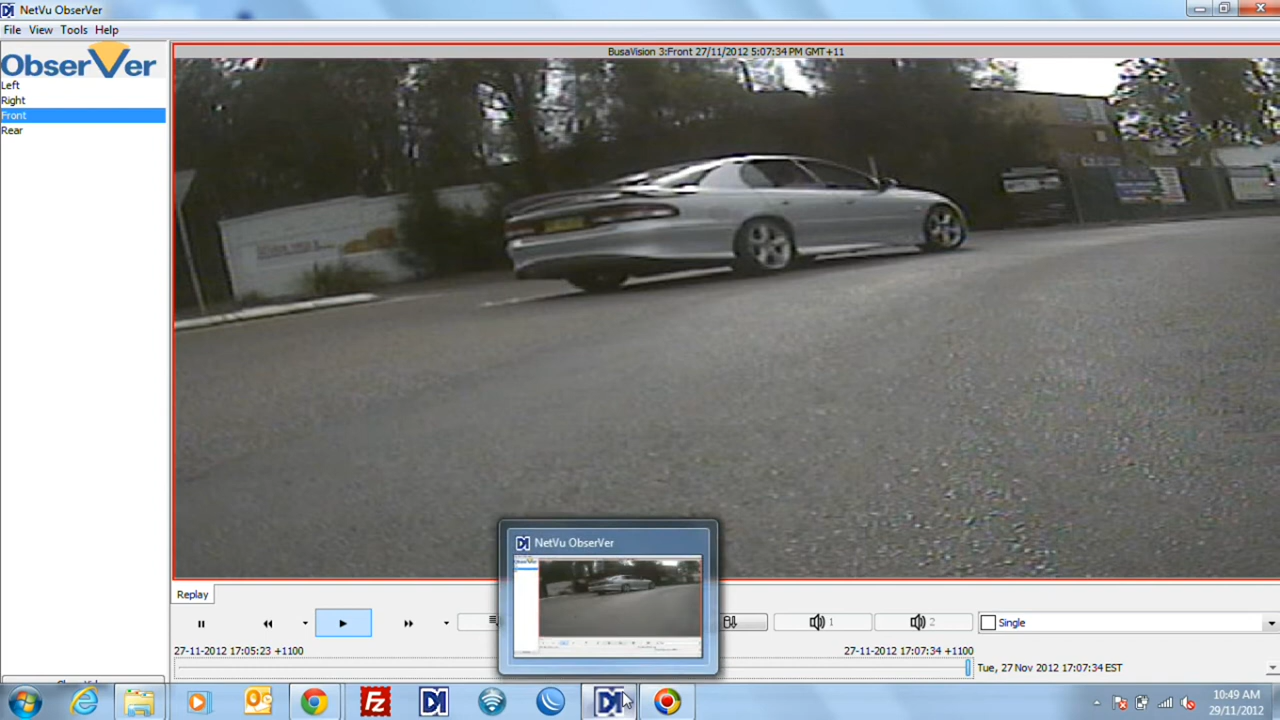 NetVu ObserVer
File View Tools Help
ObserVer
Left
Right
Front
Rear
BusaVision 3:Front 27/11/2012 5:07:34 PM GMT+11
NetVu ObserVer
Replay
1
2
Single
27-11-2012 17:05:23 +1100
27-11-2012 17:07:34 +1100
Tue, 27 Nov 2012 17:07:34 EST
10:49 AM
29/11/2012